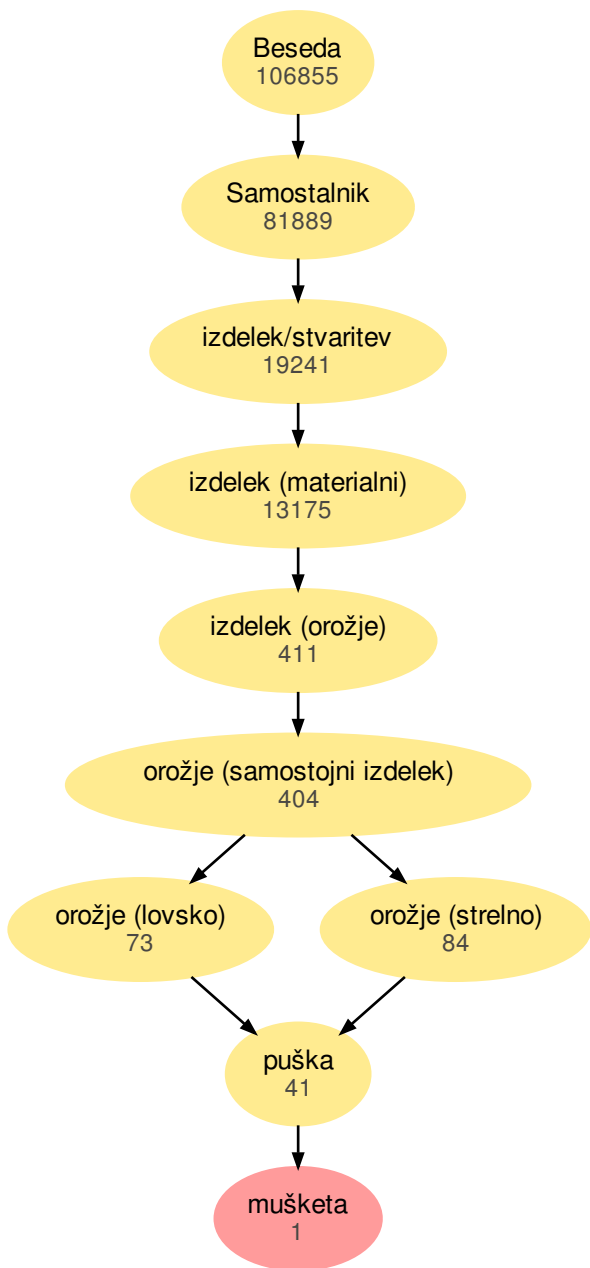 Beseda
106855
Samostalnik
81889
izdelek/stvaritev
19241
izdelek (materialni)
13175
izdelek (orožje)
411
orožje (samostojni izdelek)
404
orožje (lovsko)
73
orožje (strelno)
84
puška
41
mušketa
1